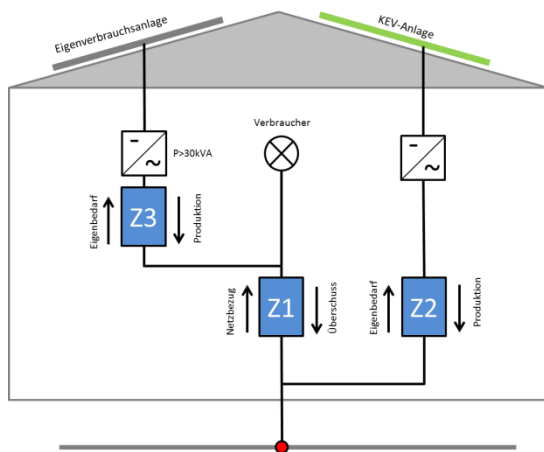 Eigenverbrauchsanlage
KEV-Anlage
Verbraucher
P>30kVA
Eigenbedarf
Z3
Produktion
Netzbezug
Z1
Überschuss
Eigenbedarf
Z2
Produktion